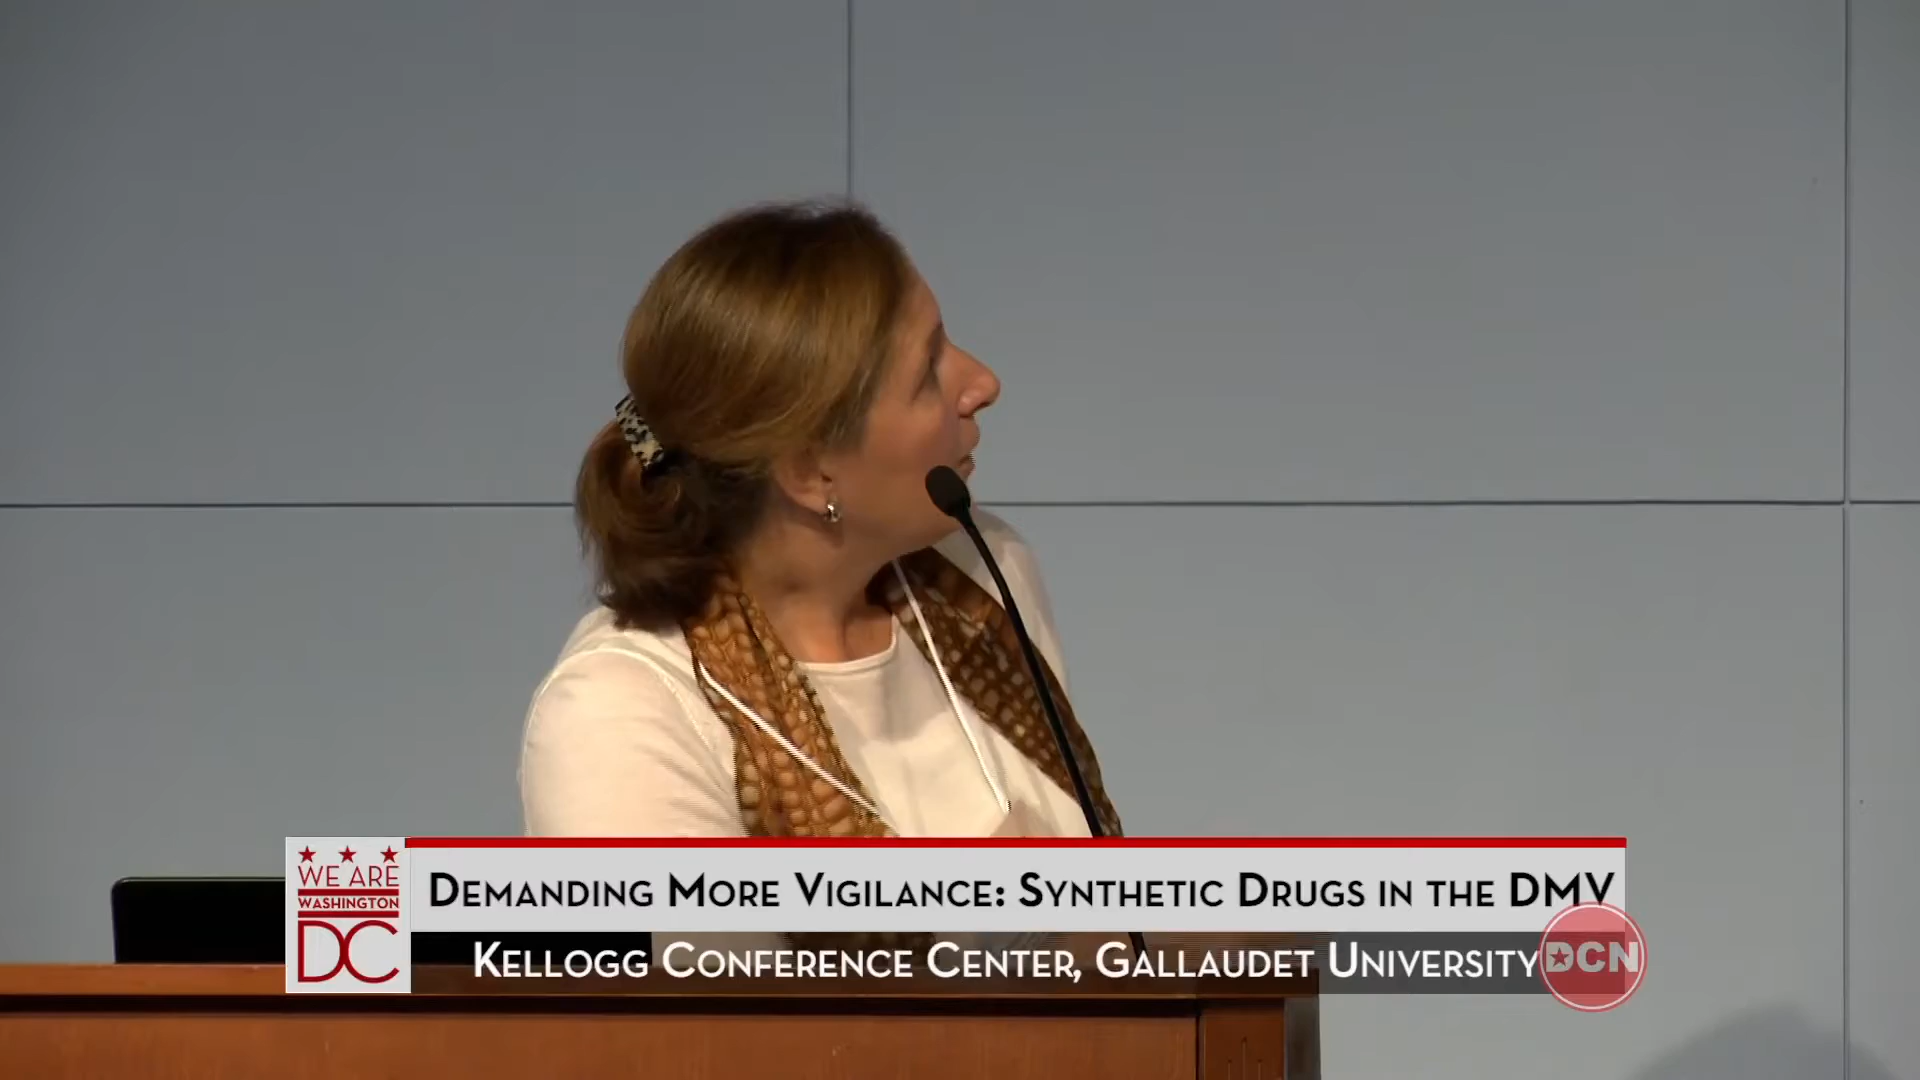 WE ARE
WASHINGTON
DC
Demanding More Vigilance: Synthetic Drugs in the DMV
Kellogg Conference Center, Gallaudet University
DCN